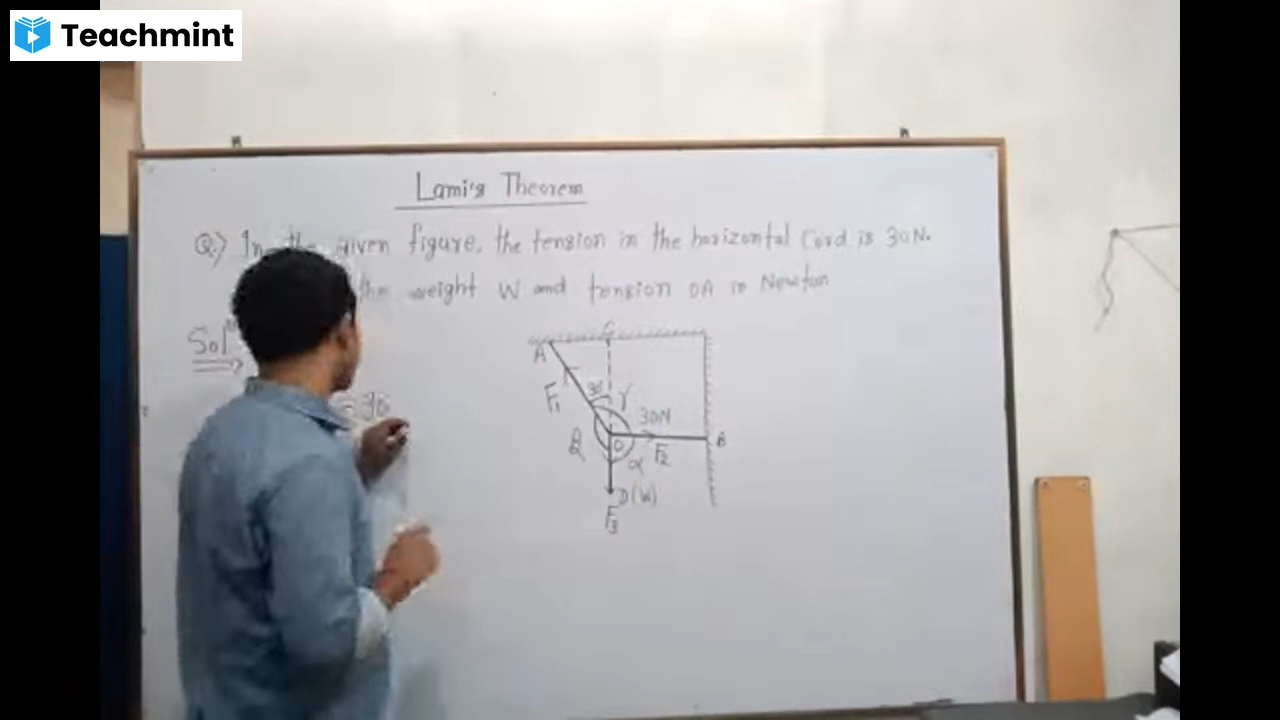 Teachmint
Lami's Theorem
Q.) In the given figure, the tension in the horizontal Cord is 30N.
the weight W and tension OA in Newton
Sol
= 90
C
A
30
F1
γ
30N
B
β
O
F2
α
D(W)
F3